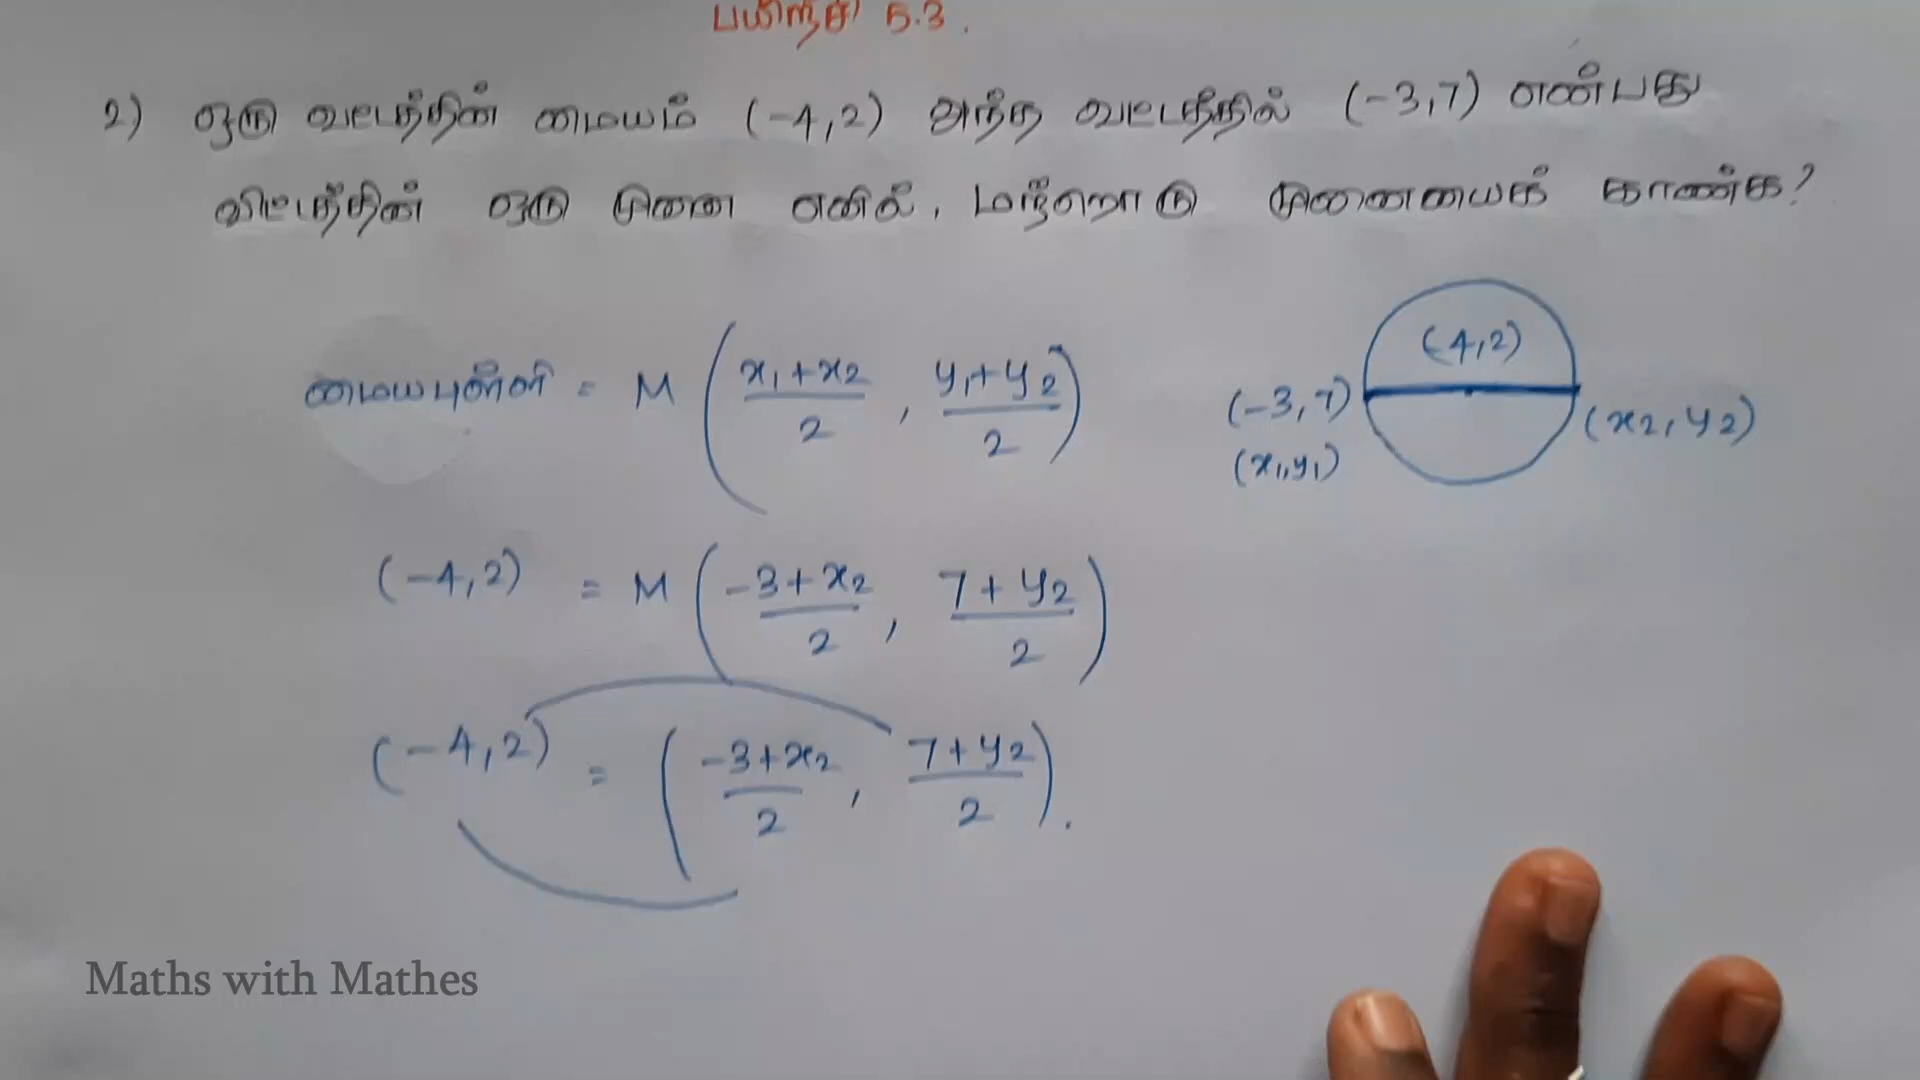 பயிற்சி 5.3.
2) ஒரு வட்டத்தின் மையம் (-4,2) அந்த வட்டத்தில் (-3,7) என்பது
விட்டத்தின் ஒரு முனை எனில், மற்றொரு முனையைக் காண்க?
மையபுள்ளி = M ( x₁+x₂/2 , y₁+y₂/2 )
(-4,2)
(-3,7)
(x₁,y₁)
(x₂,y₂)
(-4,2) = M ( -3+x₂/2 , 7+y₂/2 )
(-4,2) = ( -3+x₂/2 , 7+y₂/2 ).
Maths with Mathes